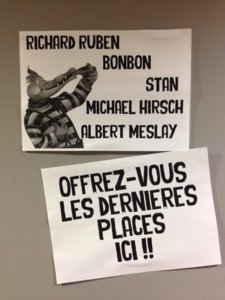 RICHARD RUBEN
BONBON
STAN
MICHAEL HIRSCH
ALBERT MESLAY
OFFREZ-VOUS
LES DERNIERES
PLACES
ICI !!